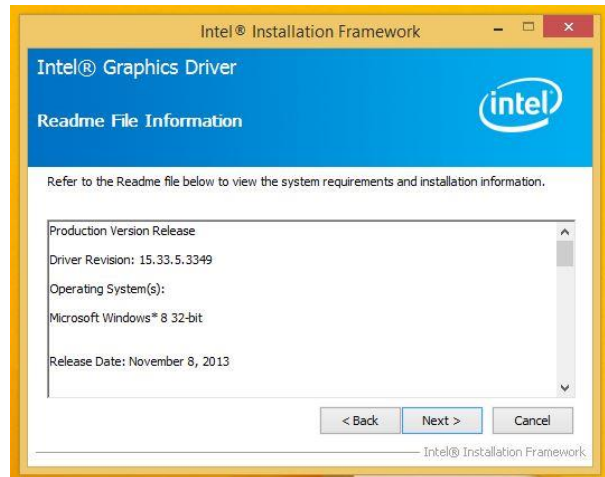 Intel® Installation Framework
Intel® Graphics Driver
Readme File Information
intel
Refer to the Readme file below to view the system requirements and installation information.
Production Version Release
Driver Revision: 15.33.5.3349
Operating System(s):
Microsoft Windows* 8 32-bit
Release Date: November 8, 2013
< Back Next > Cancel
Intel® Installation Framework